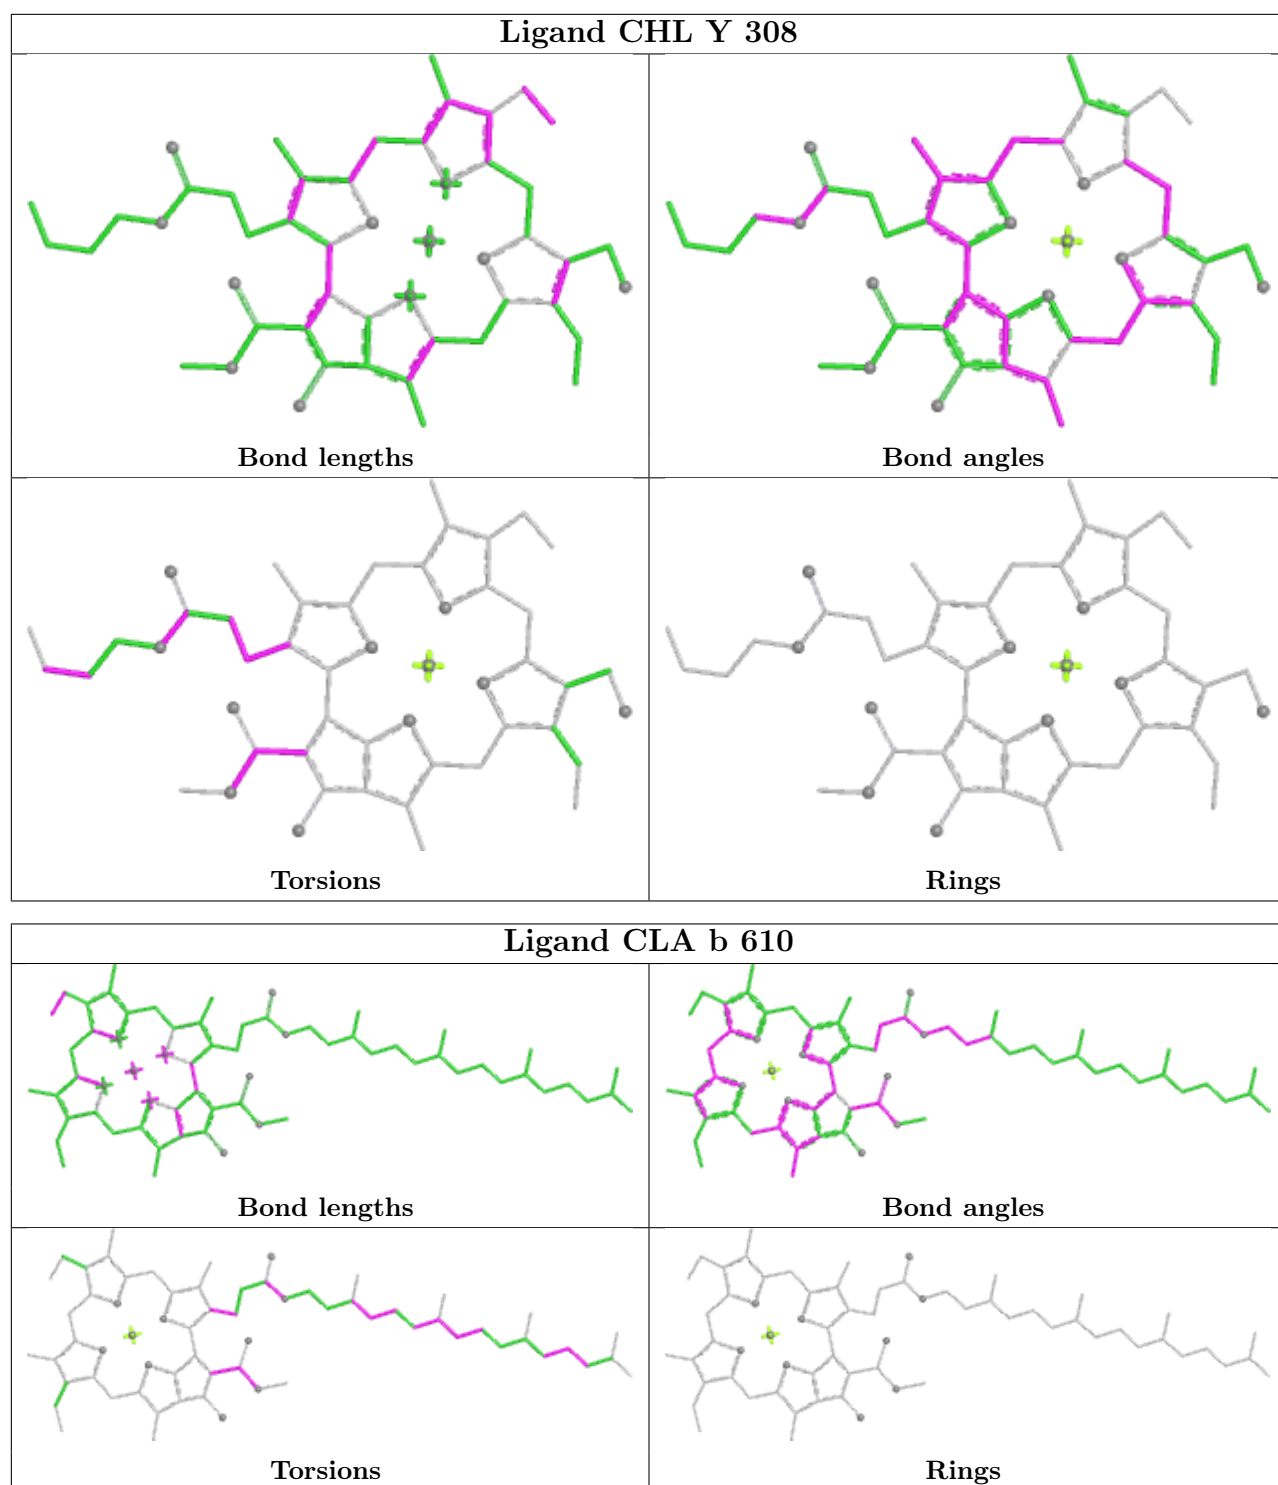 Ligand CHL Y 308
Bond lengths
Bond angles
Torsions
Rings
Ligand CLA b 610
Bond lengths
Bond angles
Torsions
Rings